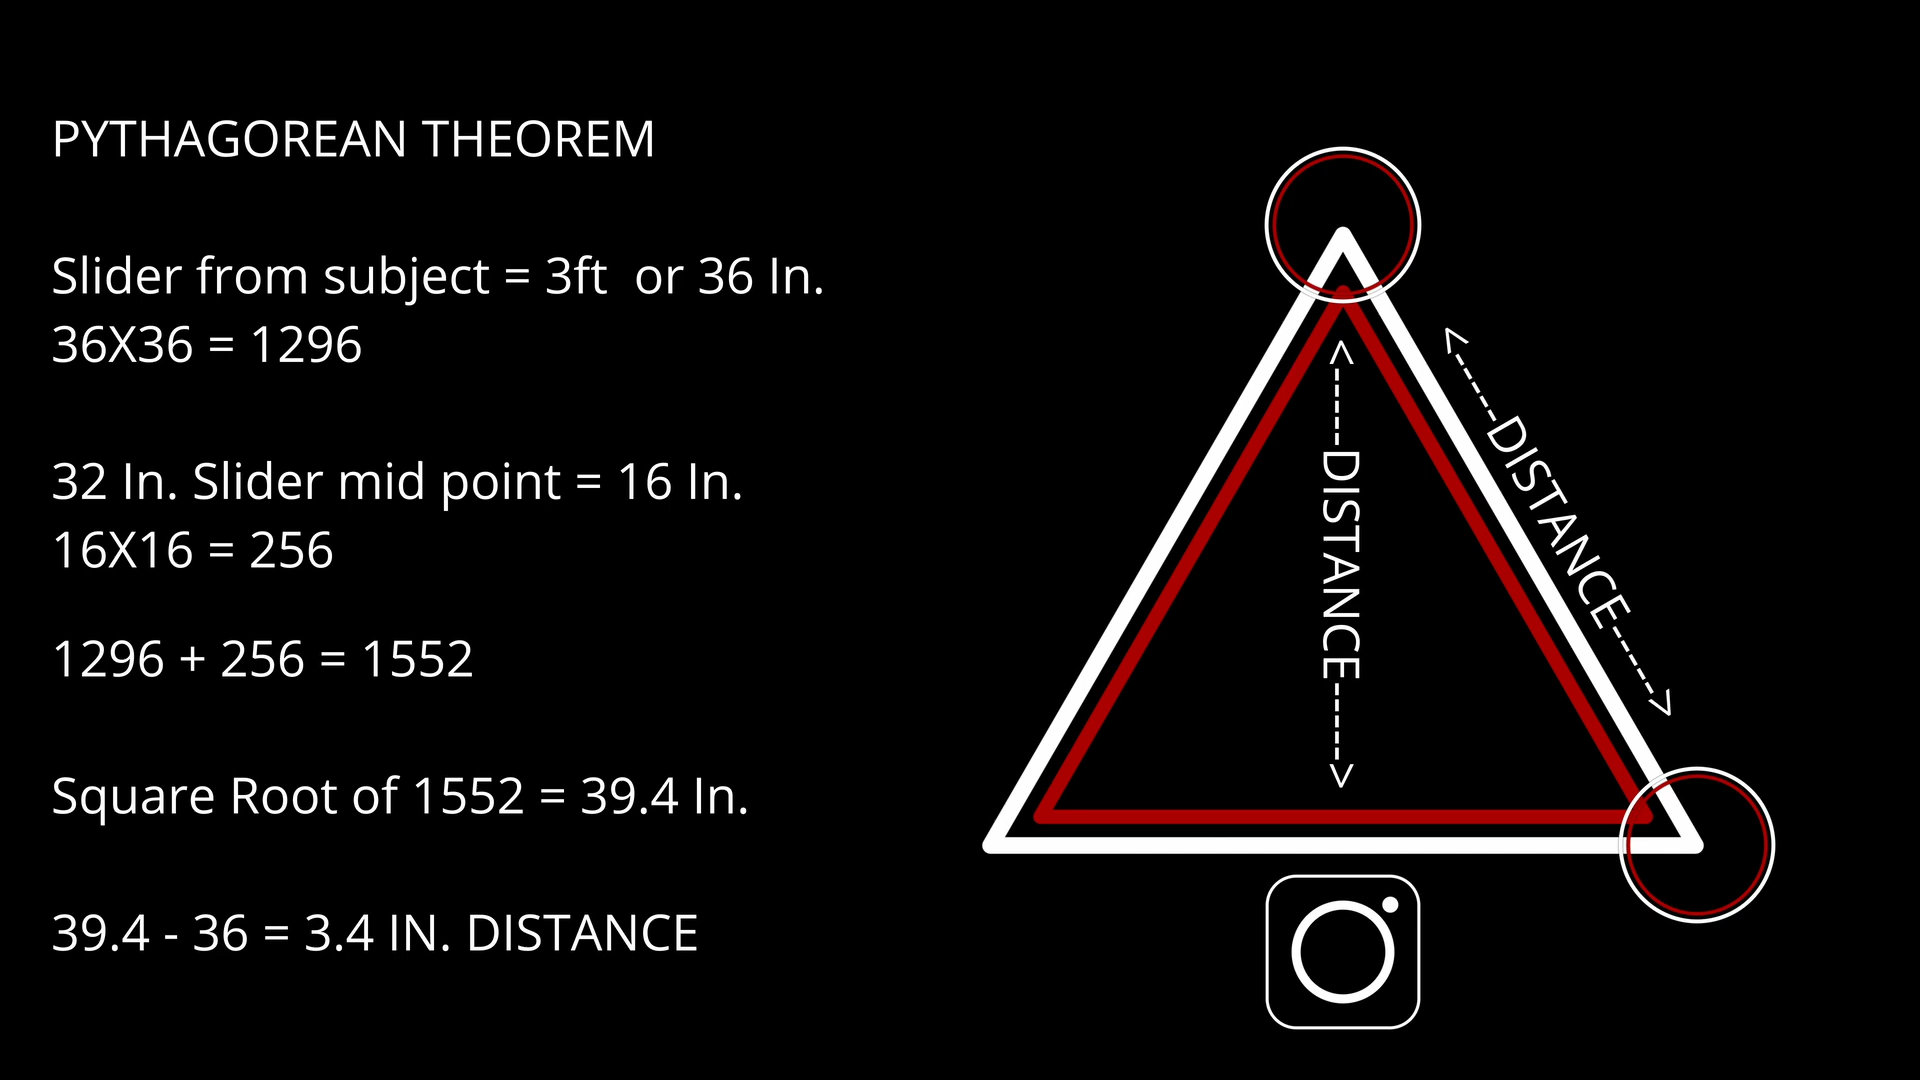 PYTHAGOREAN THEOREM
Slider from subject = 3ft  or 36 In.
36X36 = 1296
32 In. Slider mid point = 16 In.
16X16 = 256
1296 + 256 = 1552
Square Root of 1552 = 39.4 In.
39.4 - 36 = 3.4 IN. DISTANCE
<------DISTANCE------>
<------DISTANCE------>